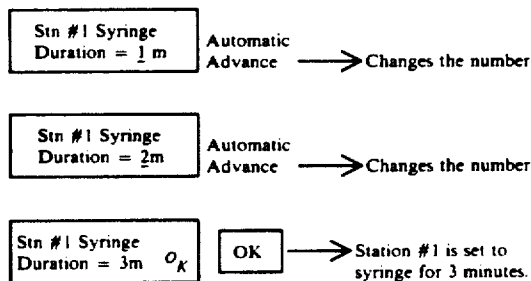 Stn #1 Syringe
Duration = 1 m
Automatic
Advance
Changes the number
Stn #1 Syringe
Duration = 2m
Automatic
Advance
Changes the number
Stn #1 Syringe
Duration = 3m OK
OK
Station #1 is set to
syringe for 3 minutes.